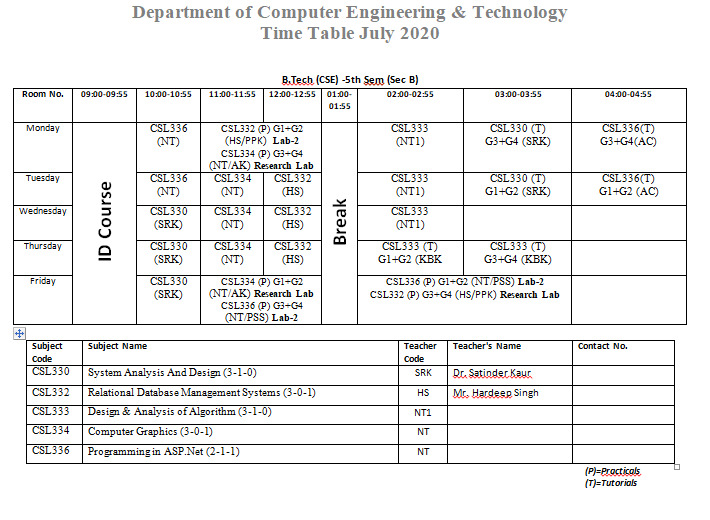 Department of Computer Engineering & Technology
Time Table July 2020
B.Tech (CSE) -5th Sem (Sec B)
Room No. 09:00-09:55 10:00-10:55 11:00-11:55 12:00-12:55 01:00-01:55 02:00-02:55 03:00-03:55 04:00-04:55
ID Course
Break
Monday CSL336 (NT) CSL332 (P) G1+G2 (HS/PPK) Lab-2 CSL334 (P) G3+G4 (NT/AK) Research Lab CSL333 (NT1) CSL330 (T) G3+G4 (SRK) CSL336(T) G3+G4(AC)
Tuesday CSL336 (NT) CSL334 (NT) CSL332 (HS) CSL333 (NT1) CSL330 (T) G1+G2 (SRK) CSL336(T) G1+G2 (AC)
Wednesday CSL330 (SRK) CSL334 (NT) CSL332 (HS) CSL333 (NT1)
Thursday CSL330 (SRK) CSL334 (NT) CSL332 (HS) CSL333 (T) G1+G2 (KBK CSL333 (T) G3+G4 (KBK)
Friday CSL330 (SRK) CSL334 (P) G1+G2 (NT/AK) Research Lab CSL336 (P) G3+G4 (NT/PSS) Lab-2 CSL336 (P) G1+G2 (NT/PSS) Lab-2 CSL332 (P) G3+G4 (HS/PPK) Research Lab
Subject Code Subject Name Teacher Code Teacher's Name Contact No.
CSL330 System Analysis And Design (3-1-0) SRK Dr. Satinder Kaur
CSL332 Relational Database Management Systems (3-0-1) HS Mr. Hardeep Singh
CSL333 Design & Analysis of Algorithm (3-1-0) NT1
CSL334 Computer Graphics (3-0-1) NT
CSL336 Programming in ASP.Net (2-1-1) NT
(P)=Practicals
(T)=Tutorials